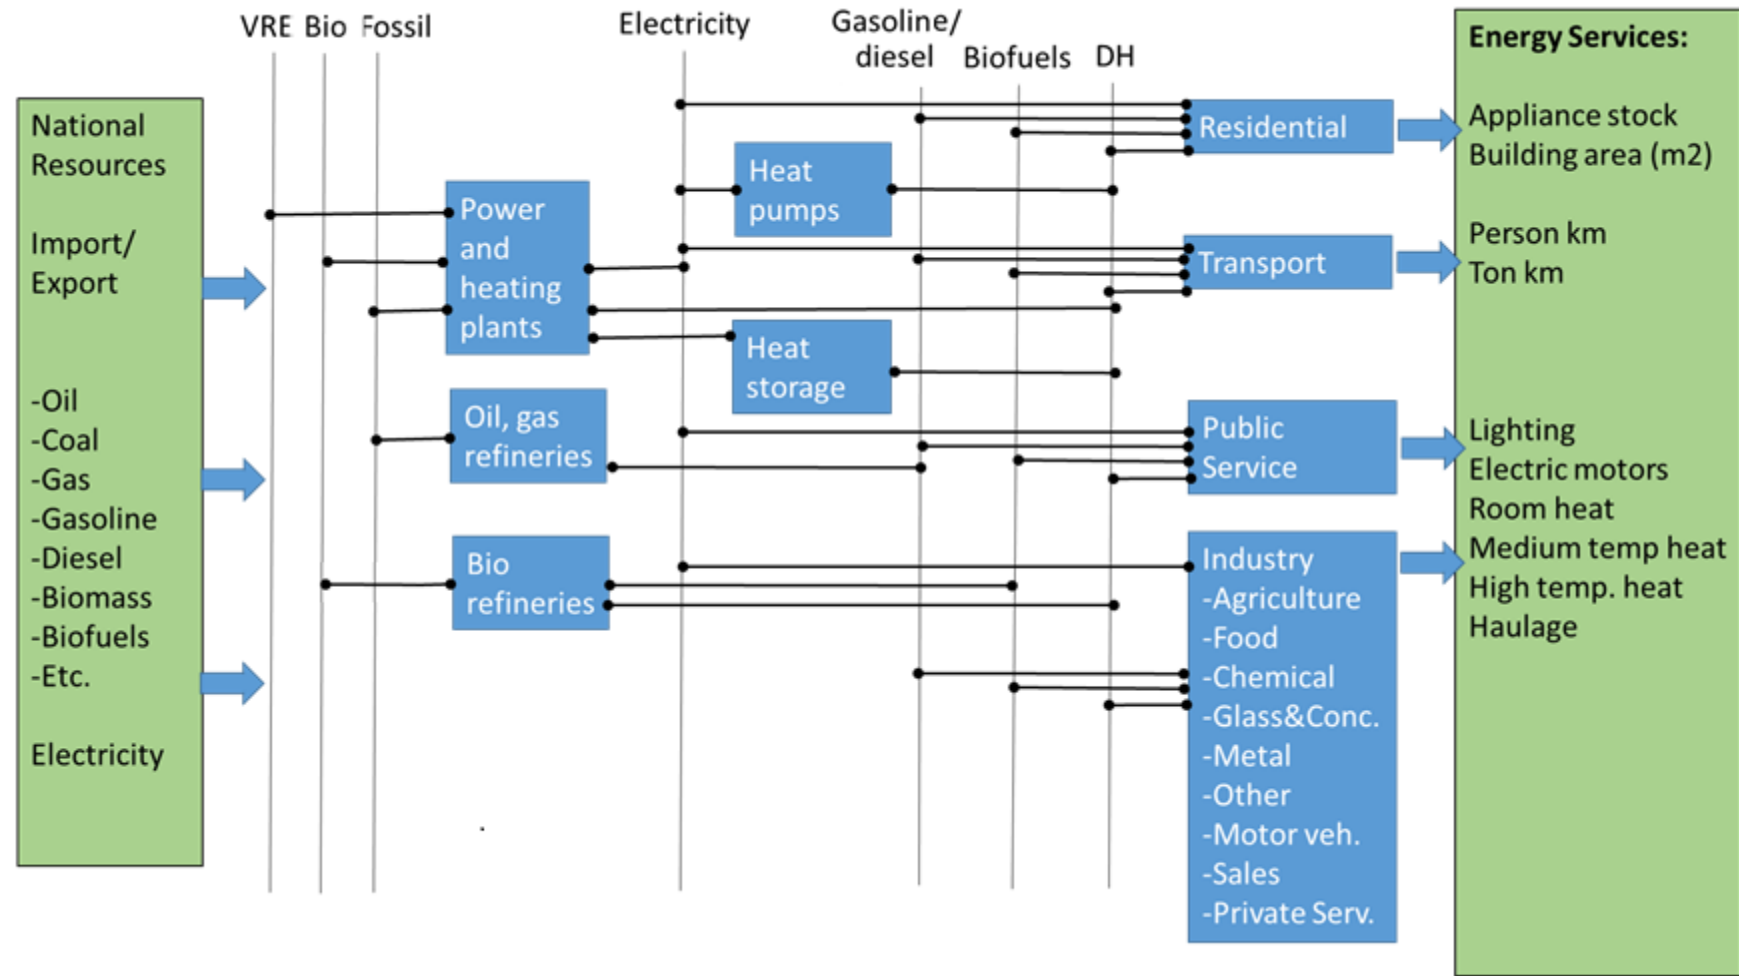 VRE Bio Fossil
Electricity
Gasoline/
diesel
Biofuels
DH
National
Resources
Import/
Export
-Oil
-Coal
-Gas
-Gasoline
-Diesel
-Biomass
-Biofuels
-Etc.
Electricity
Power
and
heating
plants
Oil, gas
refineries
Bio
refineries
Heat
pumps
Heat
storage
Residential
Transport
Public
Service
Industry
-Agriculture
-Food
-Chemical
-Glass&Conc.
-Metal
-Other
-Motor veh.
-Sales
-Private Serv.
Energy Services:
Appliance stock
Building area (m2)
Person km
Ton km
Lighting
Electric motors
Room heat
Medium temp heat
High temp. heat
Haulage